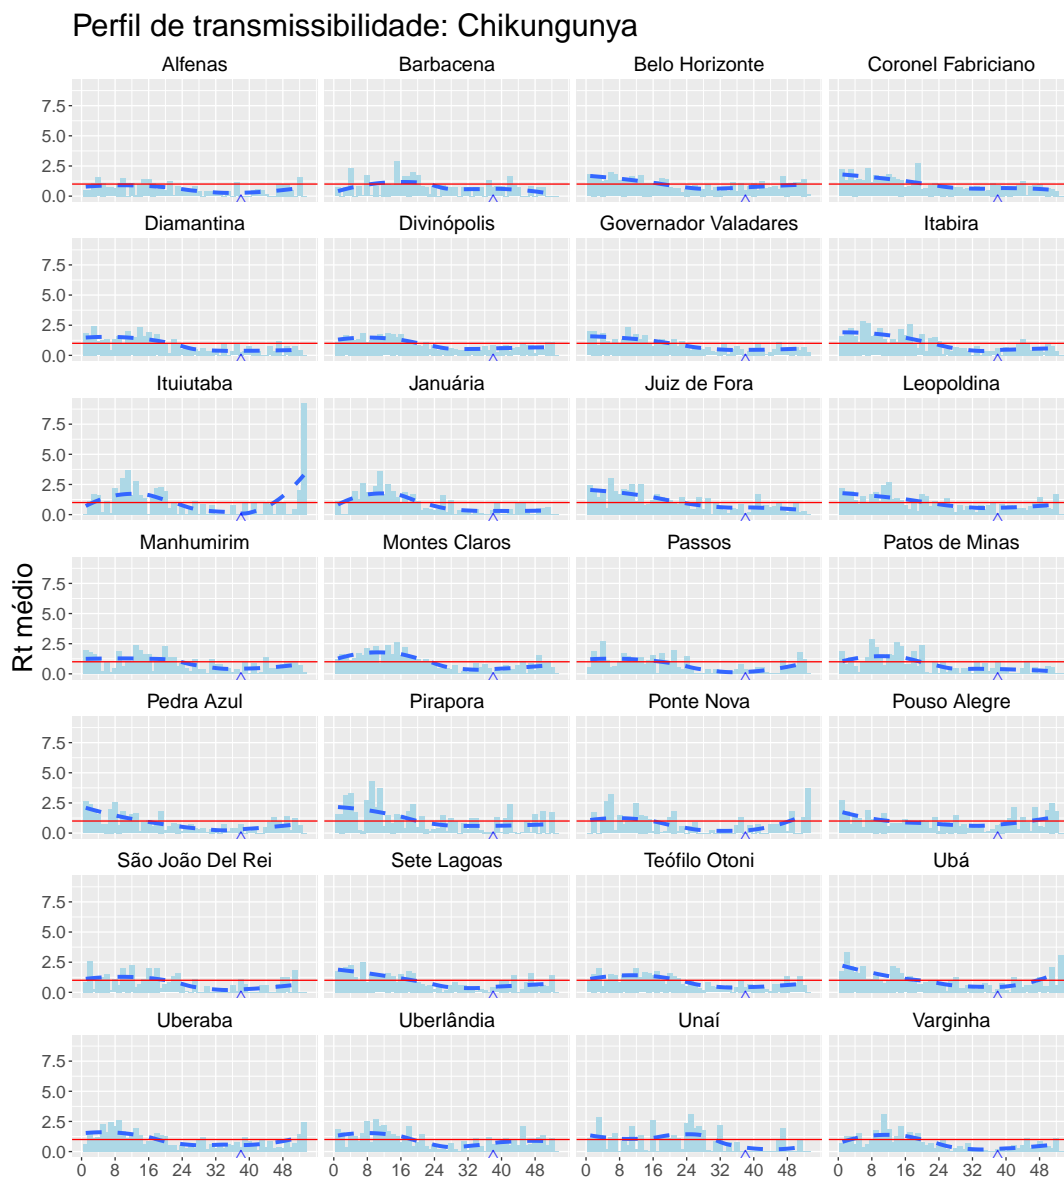 Perfil de transmissibilidade: Chikungunya
Alfenas Barbacena Belo Horizonte Coronel Fabriciano
7.5
5.0
2.5
0.0
Diamantina Divinópolis Governador Valadares Itabira
7.5
5.0
2.5
0.0
Ituiutaba Januária Juiz de Fora Leopoldina
7.5
5.0
2.5
0.0
Manhumirim Montes Claros Passos Patos de Minas
7.5
5.0
2.5
0.0
Rt médio
Pedra Azul Pirapora Ponte Nova Pouso Alegre
7.5
5.0
2.5
0.0
São João Del Rei Sete Lagoas Teófilo Otoni Ubá
7.5
5.0
2.5
0.0
Uberaba Uberlândia Unaí Varginha
7.5
5.0
2.5
0.0
0 8 16 24 32 40 48 0 8 16 24 32 40 48 0 8 16 24 32 40 48 0 8 16 24 32 40 48